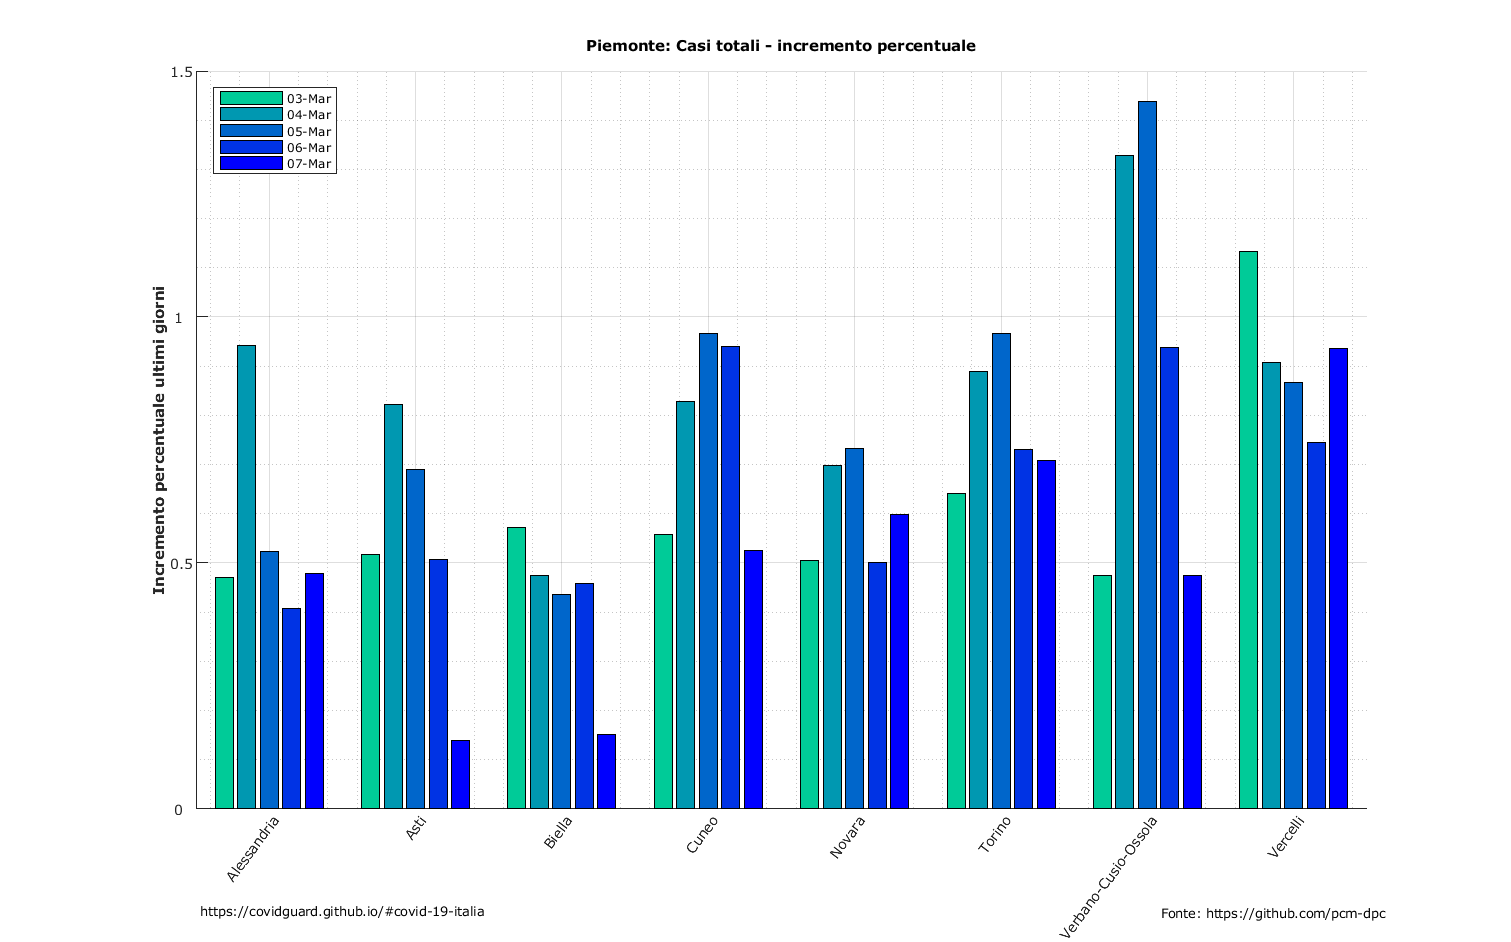 Piemonte: Casi totali - incremento percentuale
1.5
1
0.5
0
Incremento percentuale ultimi giorni
03-Mar
04-Mar
05-Mar
06-Mar
07-Mar
Alessandria
Asti
Biella
Cuneo
Novara
Torino
Verbano-Cusio-Ossola
Vercelli
https://covidguard.github.io/#covid-19-italia
Fonte: https://github.com/pcm-dpc